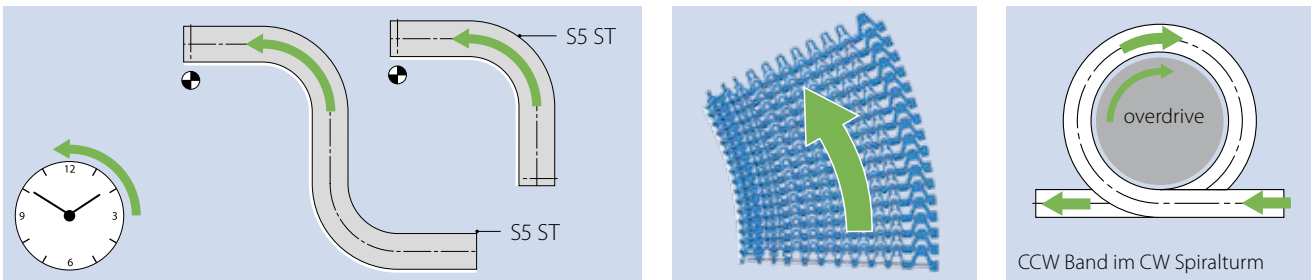 S5 ST
12
9
3
6
S5 ST
overdrive
CCW Band im CW Spiralturm